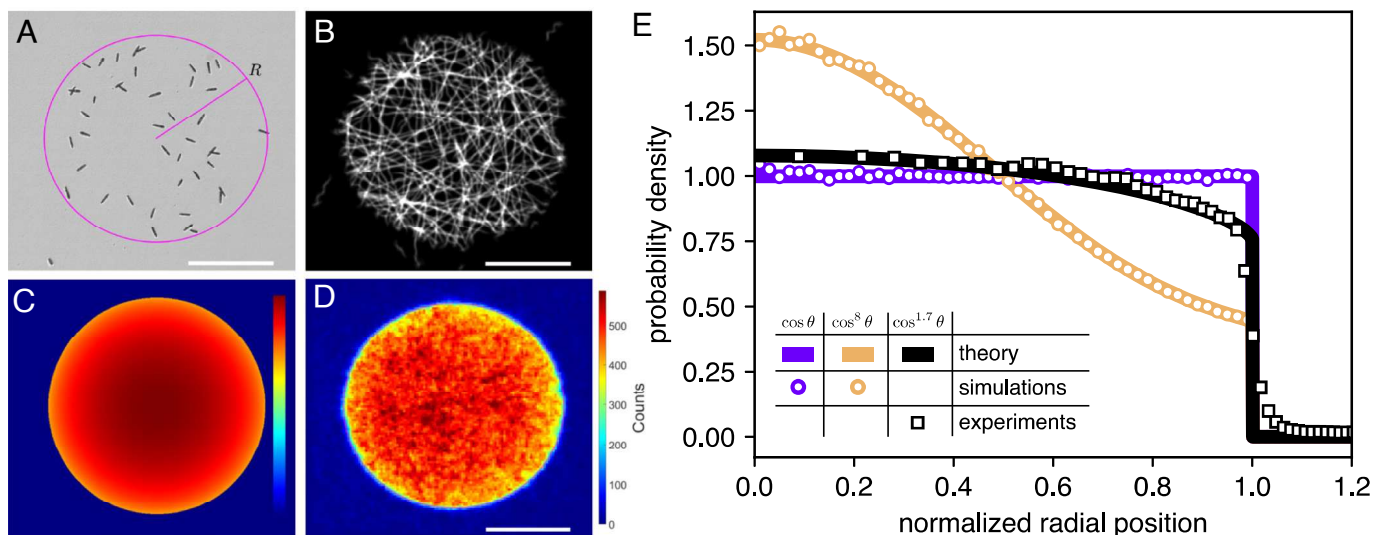 A
R
B
C
D
500
400
300
200
100
0
Counts
E
probability density
1.50
1.25
1.00
0.75
0.50
0.25
0.00
cos θ cos⁸ θ cos¹·⁷ θ
theory
simulations
experiments
0.0 0.2 0.4 0.6 0.8 1.0 1.2
normalized radial position